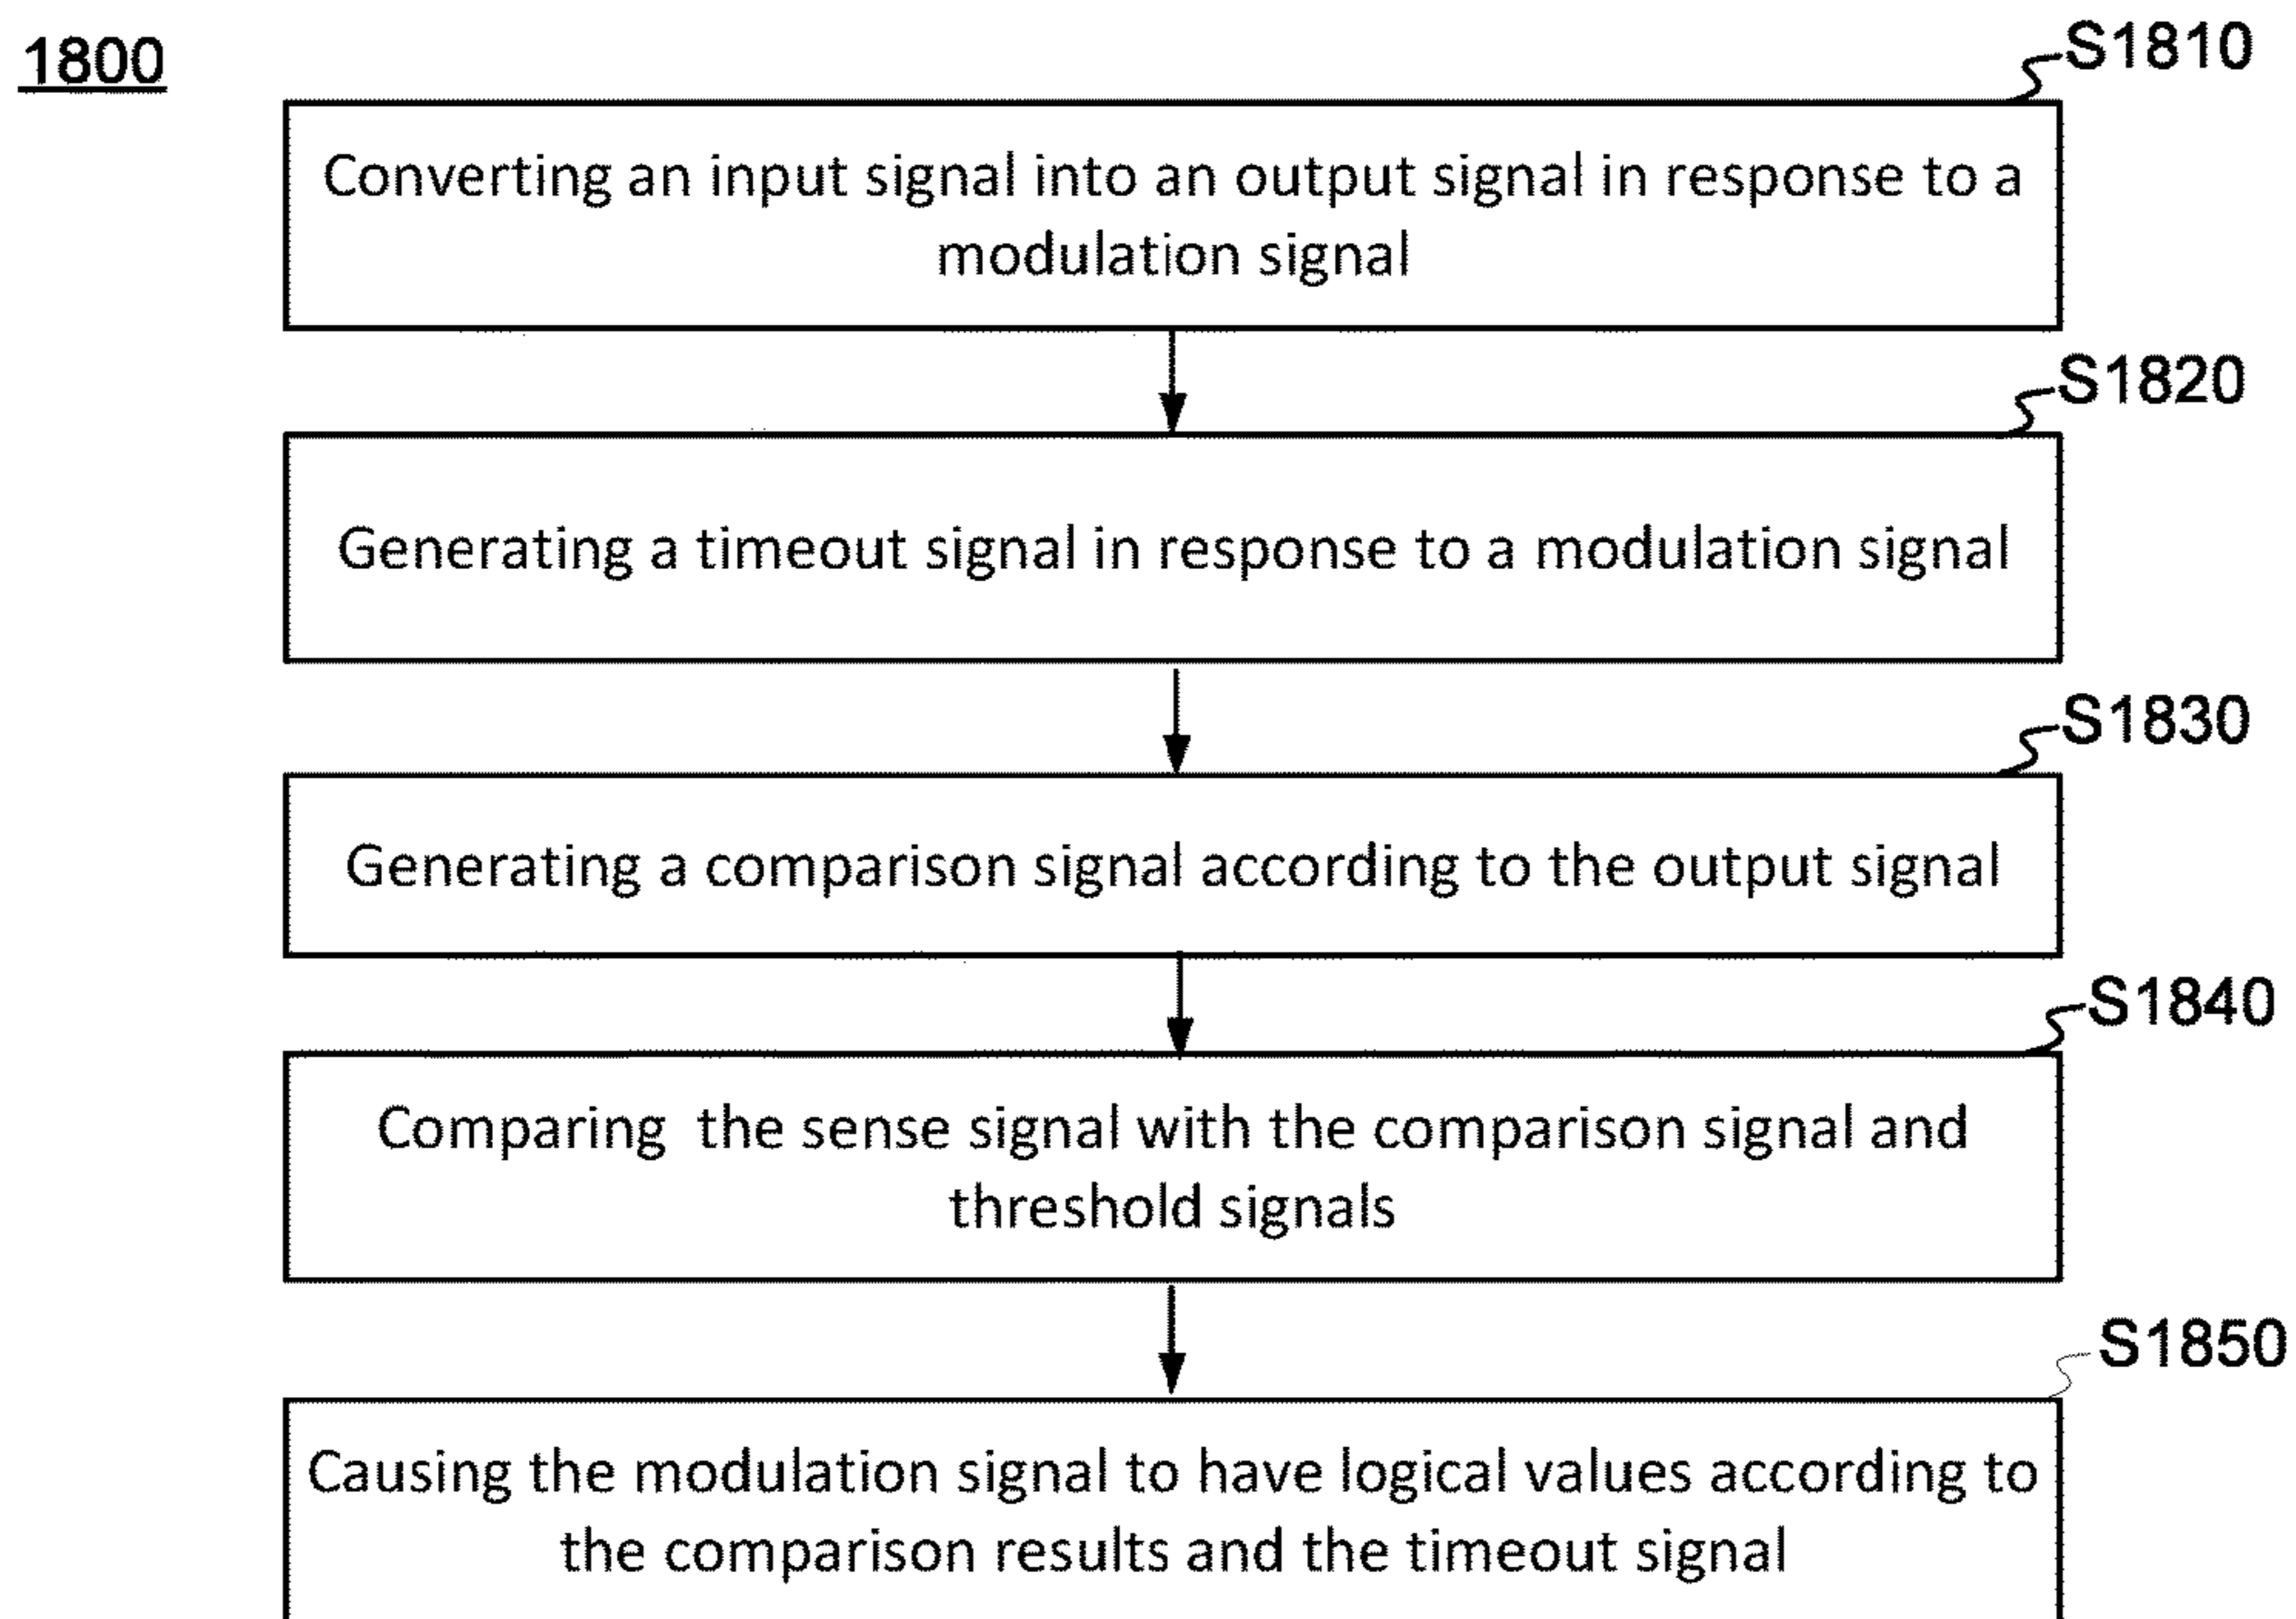 1800
S1810
Converting an input signal into an output signal in response to a
modulation signal
S1820
Generating a timeout signal in response to a modulation signal
S1830
Generating a comparison signal according to the output signal
S1840
Comparing  the sense signal with the comparison signal and
threshold signals
S1850
Causing the modulation signal to have logical values according to
the comparison results and the timeout signal